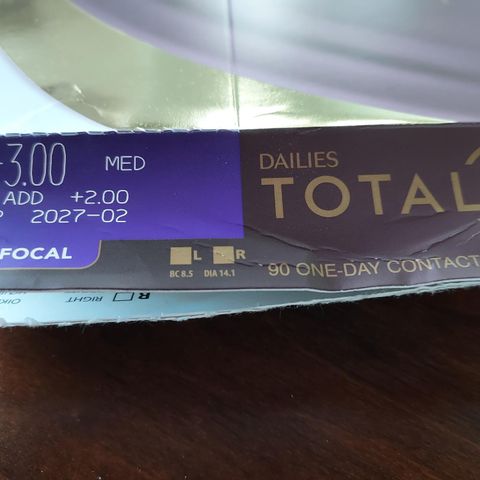 3.00 MED
ADD +2.00
2027-02
FOCAL
L R
BC 8.5 DIA 14.1
DAILIES
TOTAL
90 ONE-DAY CONTACT
RIGHT R